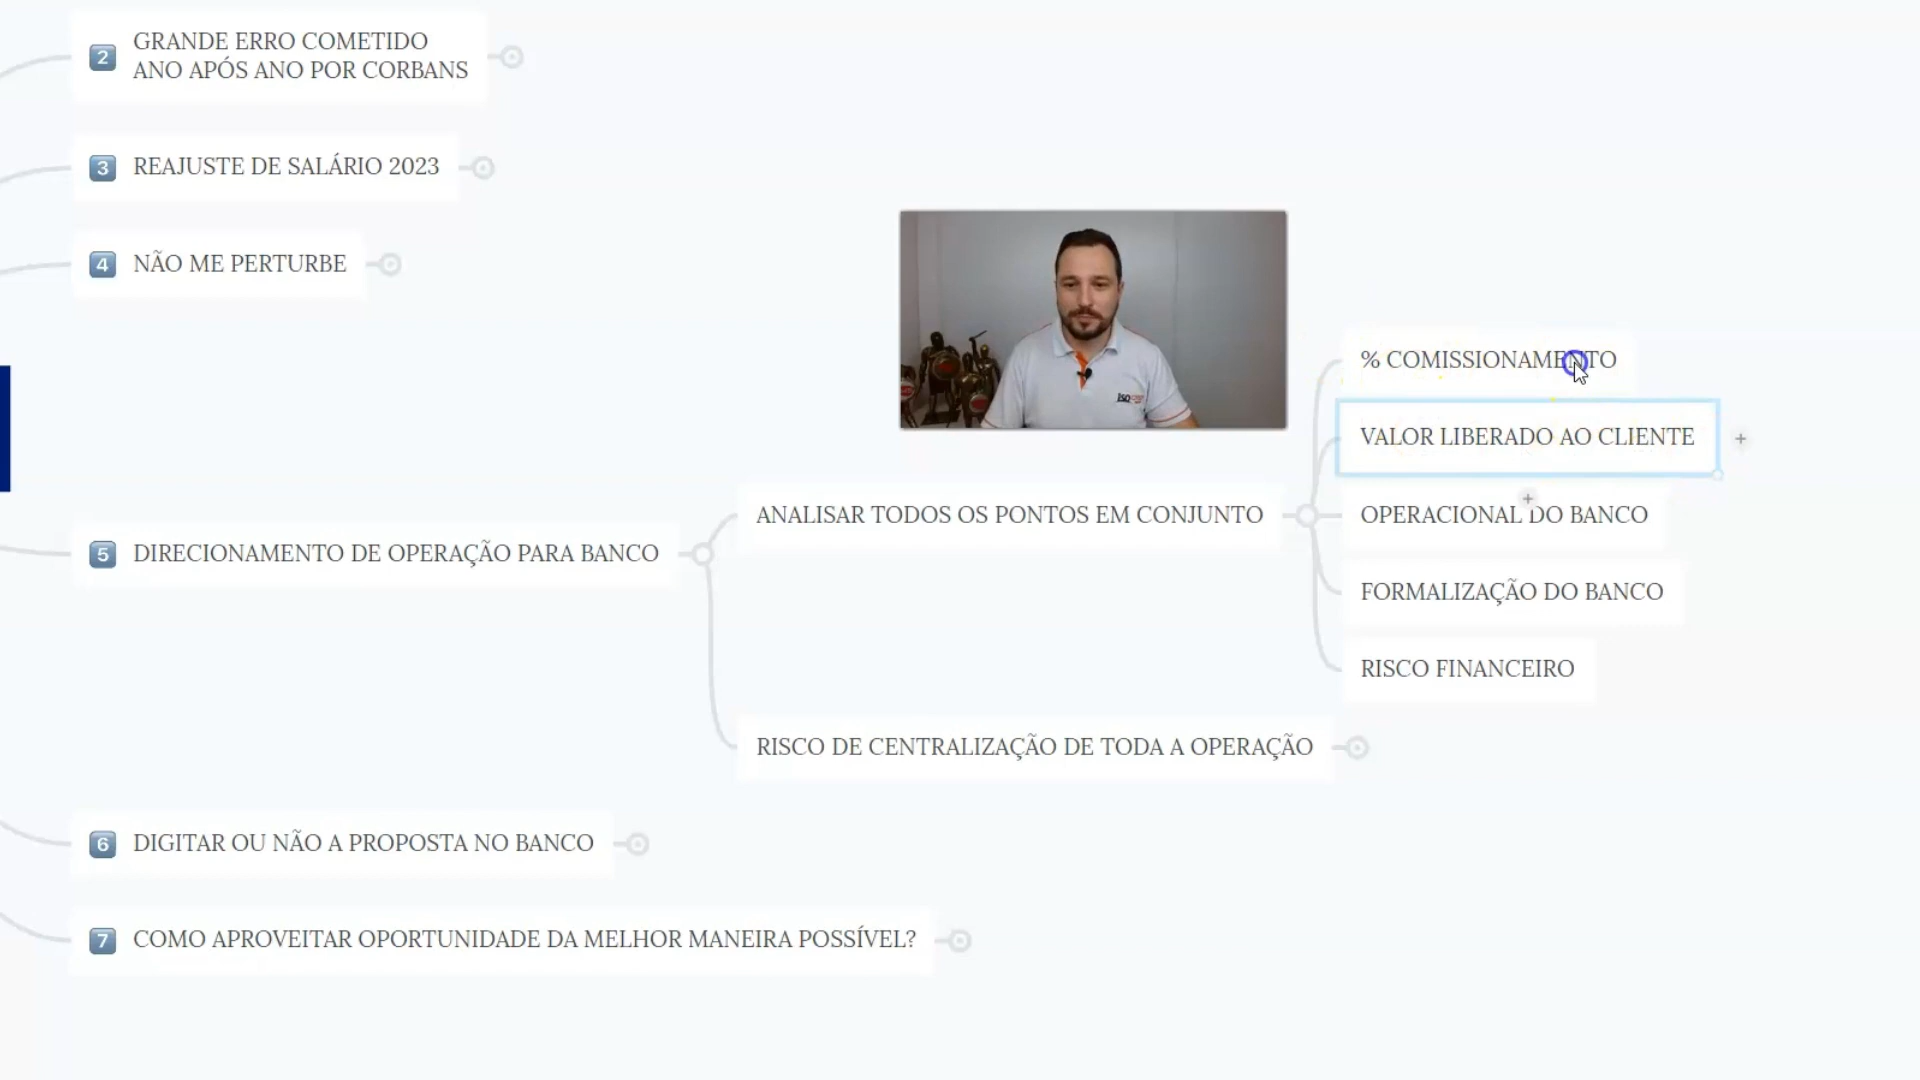 2 GRANDE ERRO COMETIDO
ANO APÓS ANO POR CORBANS
3 REAJUSTE DE SALÁRIO 2023
4 NÃO ME PERTURBE
5 DIRECIONAMENTO DE OPERAÇÃO PARA BANCO
ANALISAR TODOS OS PONTOS EM CONJUNTO
% COMISSIONAMENTO
VALOR LIBERADO AO CLIENTE
OPERACIONAL DO BANCO
FORMALIZAÇÃO DO BANCO
RISCO FINANCEIRO
RISCO DE CENTRALIZAÇÃO DE TODA A OPERAÇÃO
6 DIGITAR OU NÃO A PROPOSTA NO BANCO
7 COMO APROVEITAR OPORTUNIDADE DA MELHOR MANEIRA POSSÍVEL?